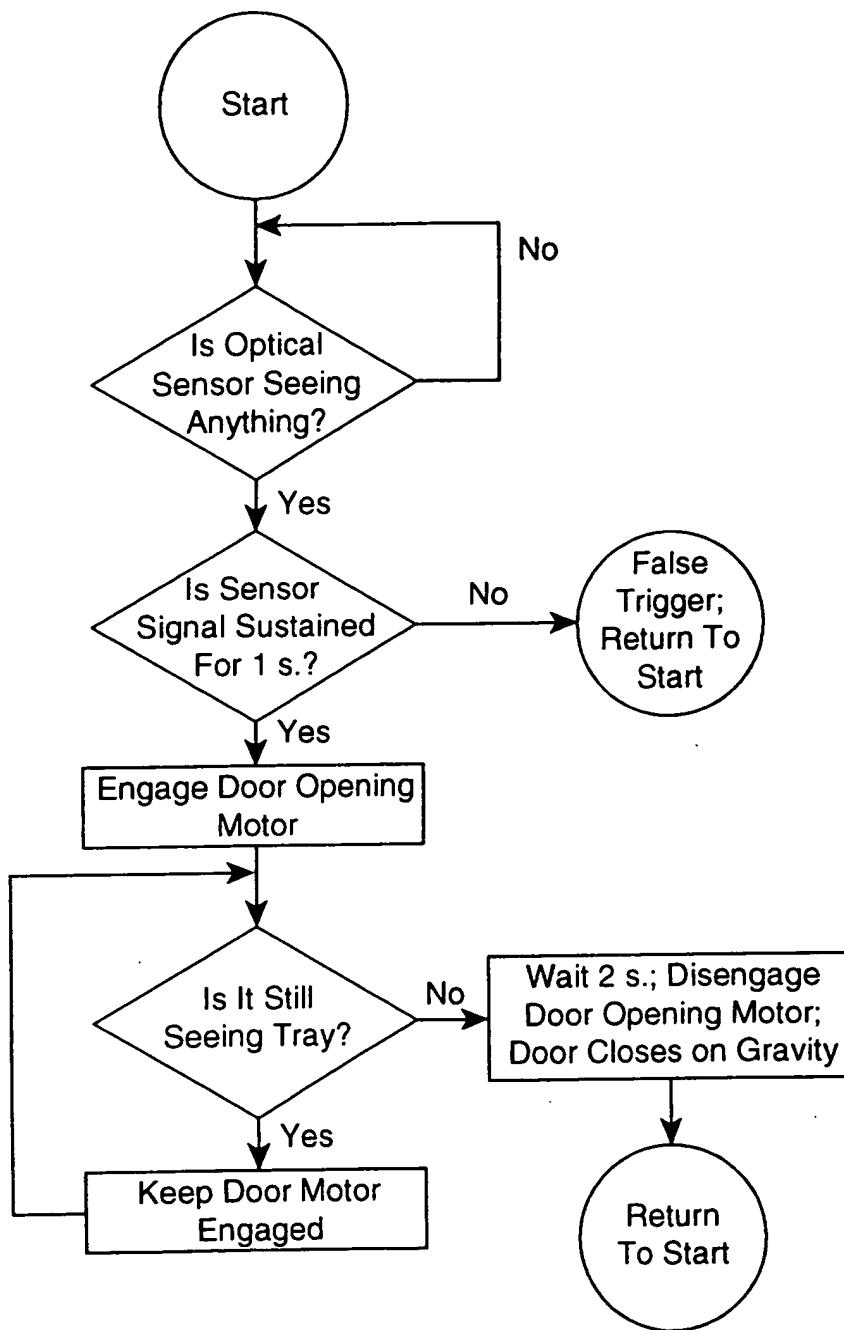 Start
No
Is Optical
Sensor Seeing
Anything?
Yes
Is Sensor
Signal Sustained
For 1 s.?
No
False
Trigger;
Return To
Start
Yes
Engage Door Opening
Motor
Is It Still
Seeing Tray?
No
Wait 2 s.; Disengage
Door Opening Motor;
Door Closes on Gravity
Yes
Keep Door Motor
Engaged
Return
To Start